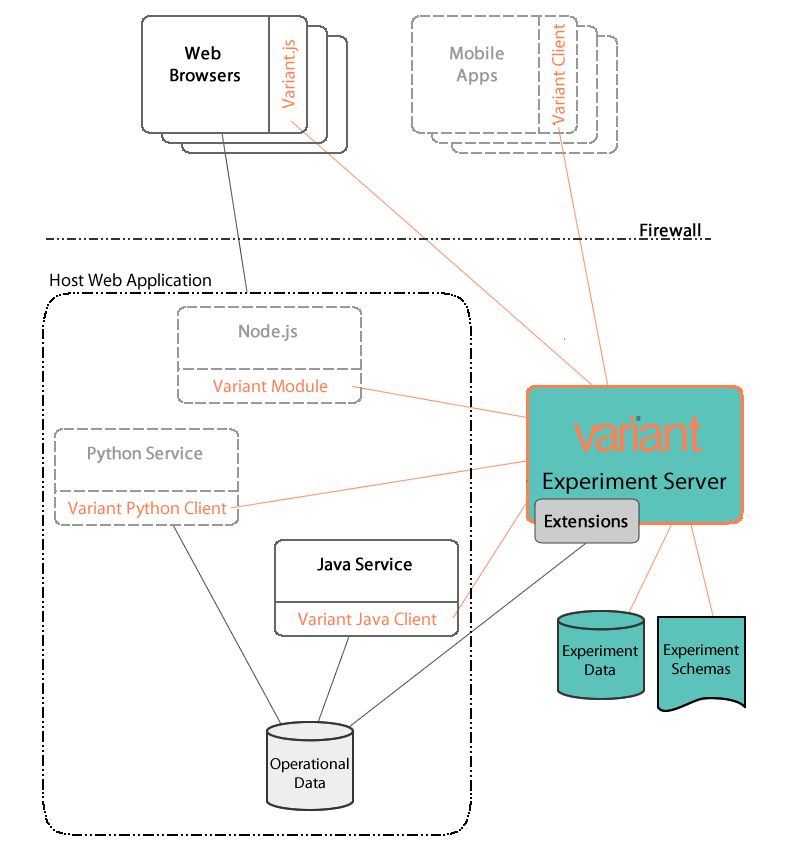 Web
Browsers
Variant.js
Mobile
Apps
Variant Client
Firewall
Host Web Application
Node.js
Variant Module
variant
Experiment Server
Extensions
Python Service
Variant Python Client
Java Service
Variant Java Client
Experiment
Data
Experiment
Schemas
Operational
Data